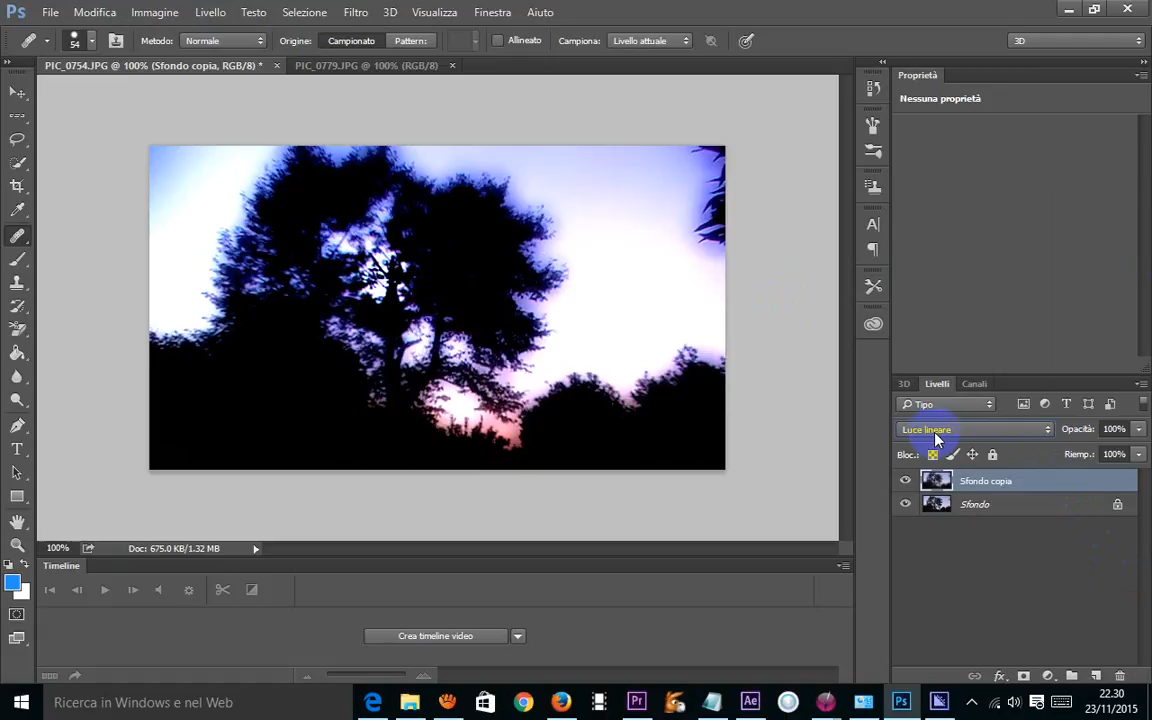 Ps File Modifica Immagine Livello Testo Selezione Filtro 3D Visualizza Finestra Aiuto
54 Metodo: Normale Origine: Campionato Pattern: Allineato Campiona: Livello attuale 3D
PIC_0754.JPG @ 100% (Sfondo copia, RGB/8) * PIC_0779.JPG @ 100% (RGB/8)
Proprietà
Nessuna proprietà
3D Livelli Canali
Tipo
Luce lineare Opacità: 100%
Bloc.: Riemp.: 100%
Sfondo copia
Sfondo
100% Doc: 675.0 KB/1.32 MB
Timeline
Crea timeline video
Ricerca in Windows e nel Web
22.30
23/11/2015